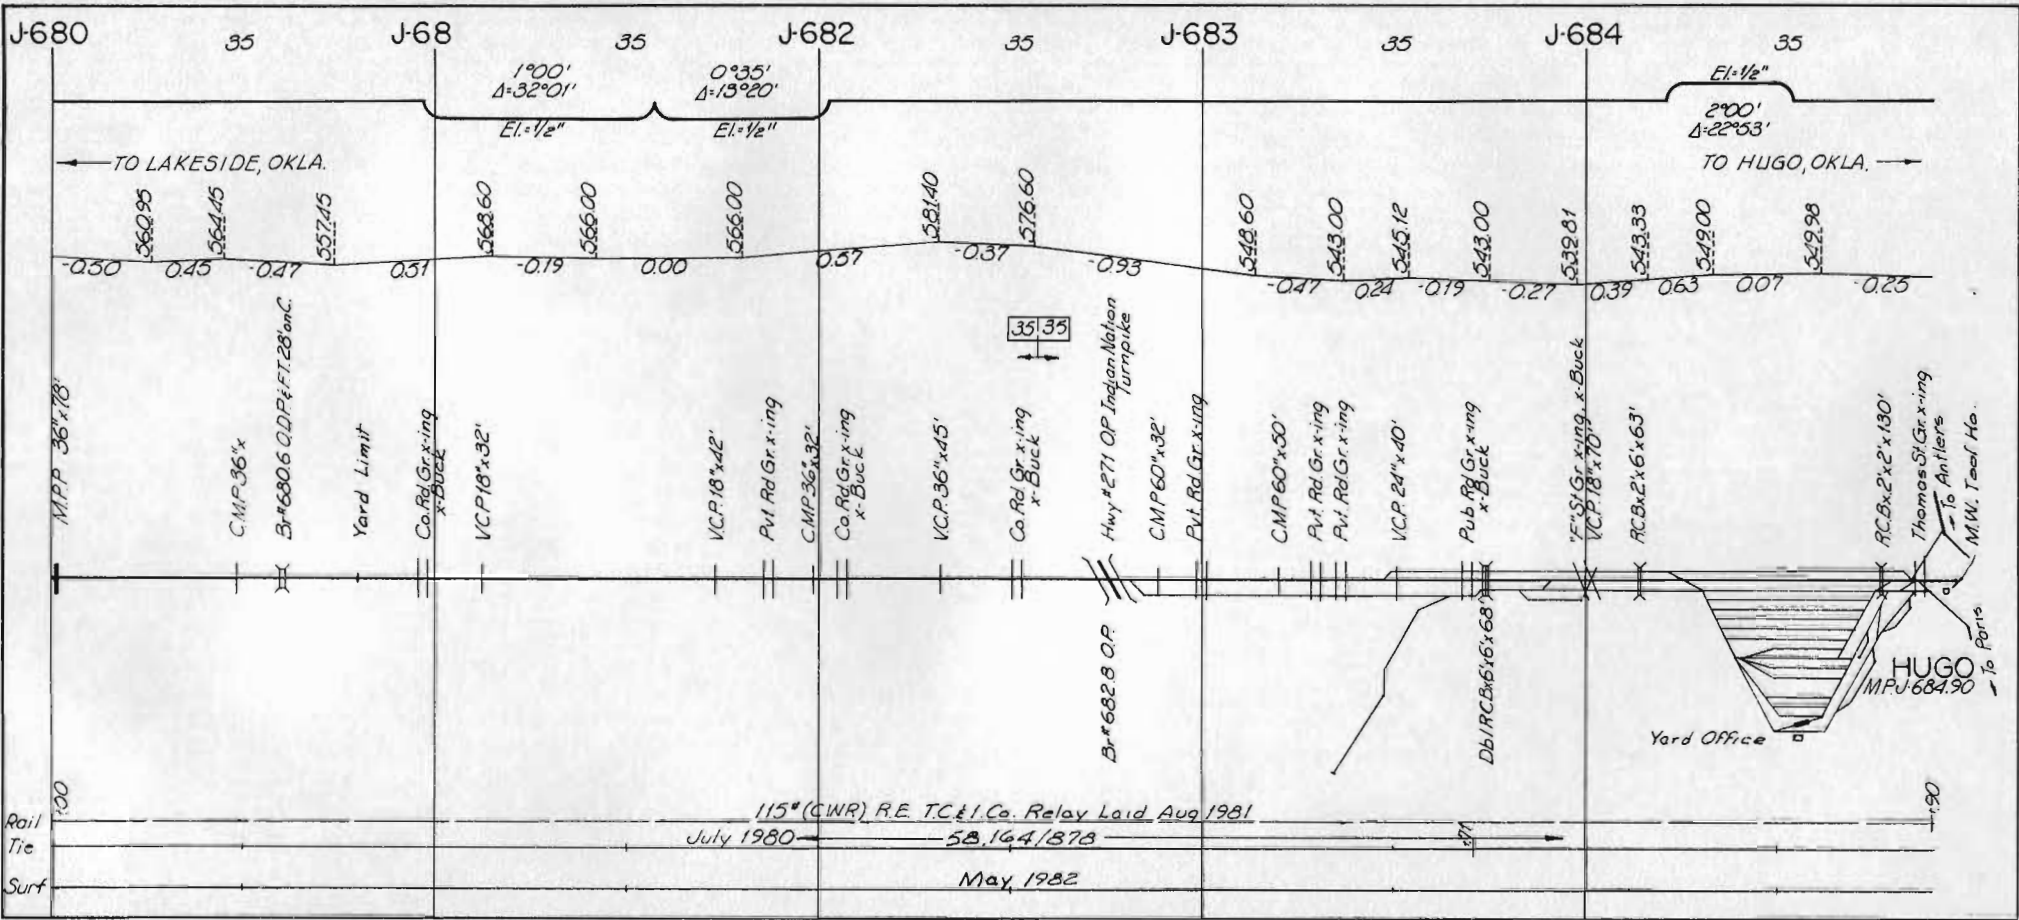 J-680 35 J-68 35 J-682 35 J-683 35 J-684 35
1°00'
Δ=32°01'
El.=1/2"
0°35'
Δ=13°20'
El.=1/2"
El.=1/2"
2°00'
Δ=22°53'
← TO LAKESIDE, OKLA.
TO HUGO, OKLA. →
560.95 564.45 557.45 568.60 566.00 566.00 581.40 576.60 548.60 543.00 545.12 543.00 539.81 543.33 549.00 549.98
-0.50 0.45 -0.47 0.51 -0.19 0.00 0.57 -0.37 -0.93 -0.47 0.24 -0.19 -0.27 0.39 0.63 0.07 -0.25
35 35
M.P.P. 36"x78'
C.M.P. 36"x
Br#680.6 O.D.P.&F.T. 28' on C.
Yard Limit
Co. Rd. Gr. x-ing
x-Buck
V.C.P. 18"x32'
V.C.P. 18"x42'
Pvt. Rd. Gr. x-ing
C.M.P. 36"x32'
Co. Rd. Gr. x-ing
x-Buck
V.C.P. 36"x45'
Co. Rd. Gr. x-ing
x-Buck
Hwy #271 O.P. Indian Nation
Turnpike
Br#682.8 O.P.
C.M.P. 60"x32'
Pvt. Rd. Gr. x-ing
C.M.P. 60"x50'
Pvt. Rd. Gr. x-ing
Pvt. Rd. Gr. x-ing
V.C.P. 24"x40'
Pub Rd. Gr. x-ing
x-Buck
Dbl R.C.Bx.6'x6'x68'
"F" St. Gr. x-ing, x-Buck
V.C.P. 18"x70'
R.C.Bx.2'x6'x63'
R.C.Bx.2'x2'x130'
Thomas St. Gr. x-ing
To Antlers
M.W. Tool Ho.
To Paris
HUGO
M.P.J-684.90
Yard Office
Rail .00 115# (CWR) R.E. T.C.&I. Co. Relay Laid Aug 1981 .90
Tie July 1980 58,164/878 .71
Surf May 1982